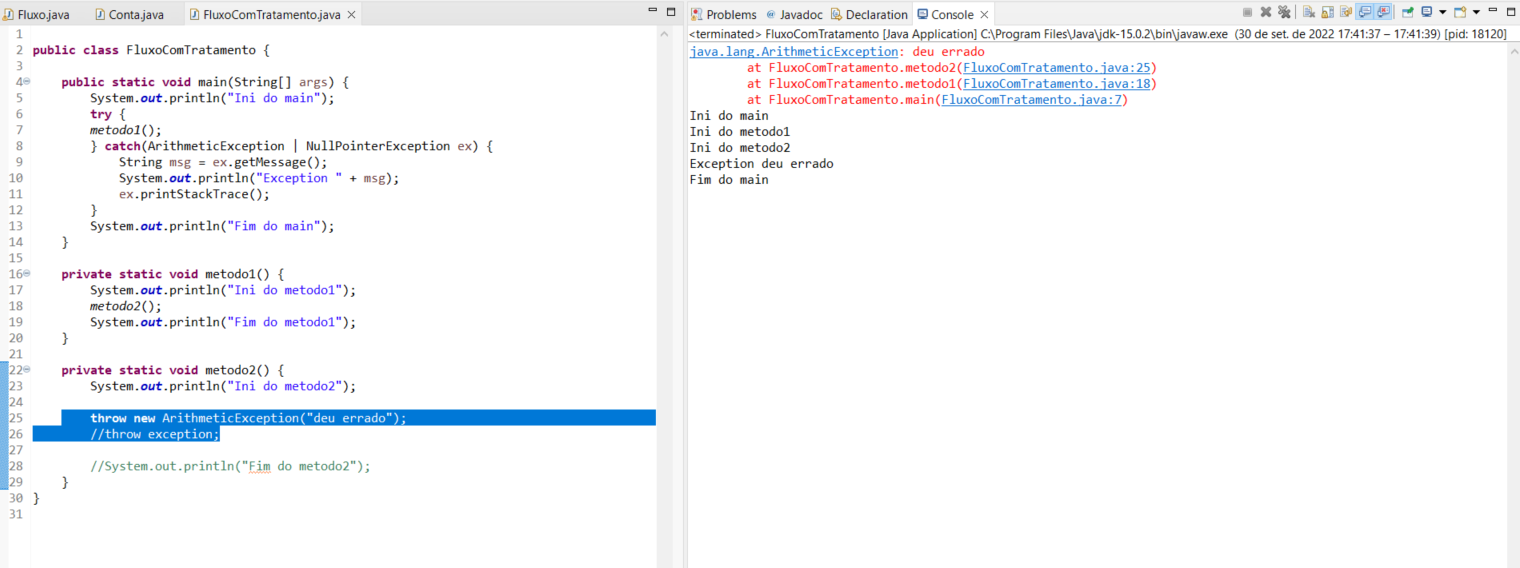 Fluxo.java Conta.java FluxoComTratamento.java
1
2 public class FluxoComTratamento {
3
4 public static void main(String[] args) {
5 System.out.println("Ini do main");
6 try {
7 metodo1();
8 } catch(ArithmeticException | NullPointerException ex) {
9 String msg = ex.getMessage();
10 System.out.println("Exception " + msg);
11 ex.printStackTrace();
12 }
13 System.out.println("Fim do main");
14 }
15
16 private static void metodo1() {
17 System.out.println("Ini do metodo1");
18 metodo2();
19 System.out.println("Fim do metodo1");
20 }
21
22 private static void metodo2() {
23 System.out.println("Ini do metodo2");
24
25 throw new ArithmeticException("deu errado");
26 //throw exception;
27
28 //System.out.println("Fim do metodo2");
29 }
30 }
31
Problems Javadoc Declaration Console
<terminated> FluxoComTratamento [Java Application] C:\Program Files\Java\jdk-15.0.2\bin\javaw.exe (30 de set. de 2022 17:41:37 – 17:41:39) [pid: 18120]
java.lang.ArithmeticException: deu errado
at FluxoComTratamento.metodo2(FluxoComTratamento.java:25)
at FluxoComTratamento.metodo1(FluxoComTratamento.java:18)
at FluxoComTratamento.main(FluxoComTratamento.java:7)
Ini do main
Ini do metodo1
Ini do metodo2
Exception deu errado
Fim do main